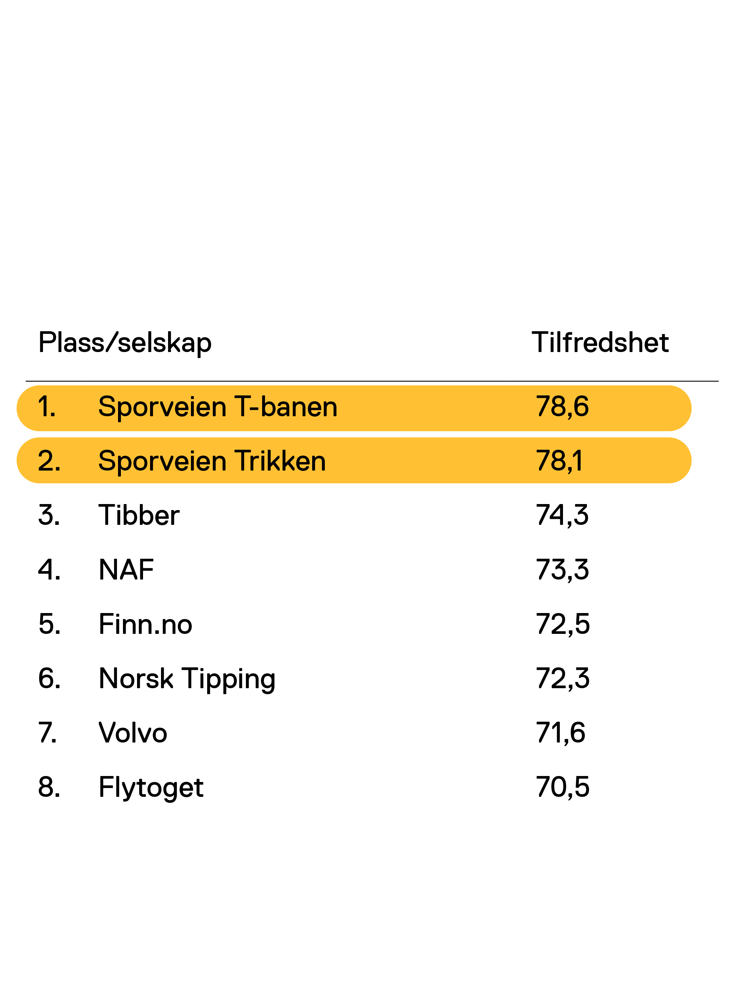 Plass/selskap Tilfredshet
1. Sporveien T-banen 78,6
2. Sporveien Trikken 78,1
3. Tibber 74,3
4. NAF 73,3
5. Finn.no 72,5
6. Norsk Tipping 72,3
7. Volvo 71,6
8. Flytoget 70,5